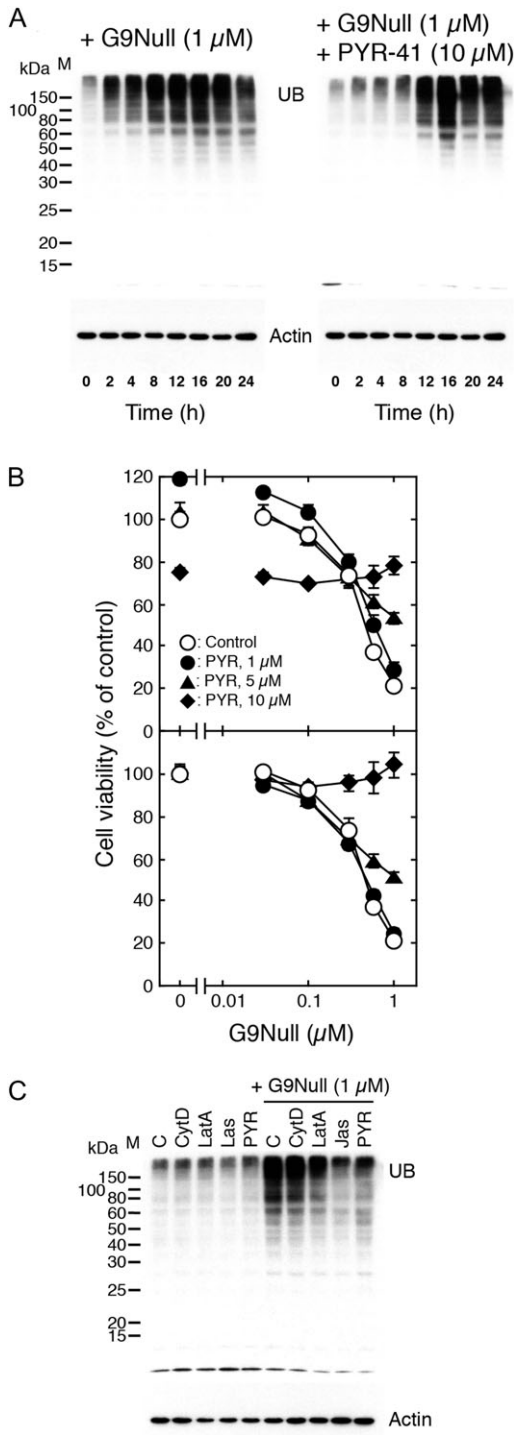 A
+ G9Null (1 µM)
+ G9Null (1 µM)
+ PYR-41 (10 µM)
kDa M
150
100
80
60
50
40
30
25
20
15
UB
Actin
0 2 4 8 12 16 20 24
0 2 4 8 12 16 20 24
Time (h)
Time (h)
B
Cell viability (% of control)
120
100
80
60
40
20
0
: Control
: PYR, 1 µM
: PYR, 5 µM
: PYR, 10 µM
100
80
60
40
20
0
0 0.01 0.1 1
G9Null (µM)
C
+ G9Null (1 µM)
kDa M C CytD LatA Las PYR C CytD LatA Jas PYR
150
100
80
60
50
40
30
25
20
15
UB
Actin